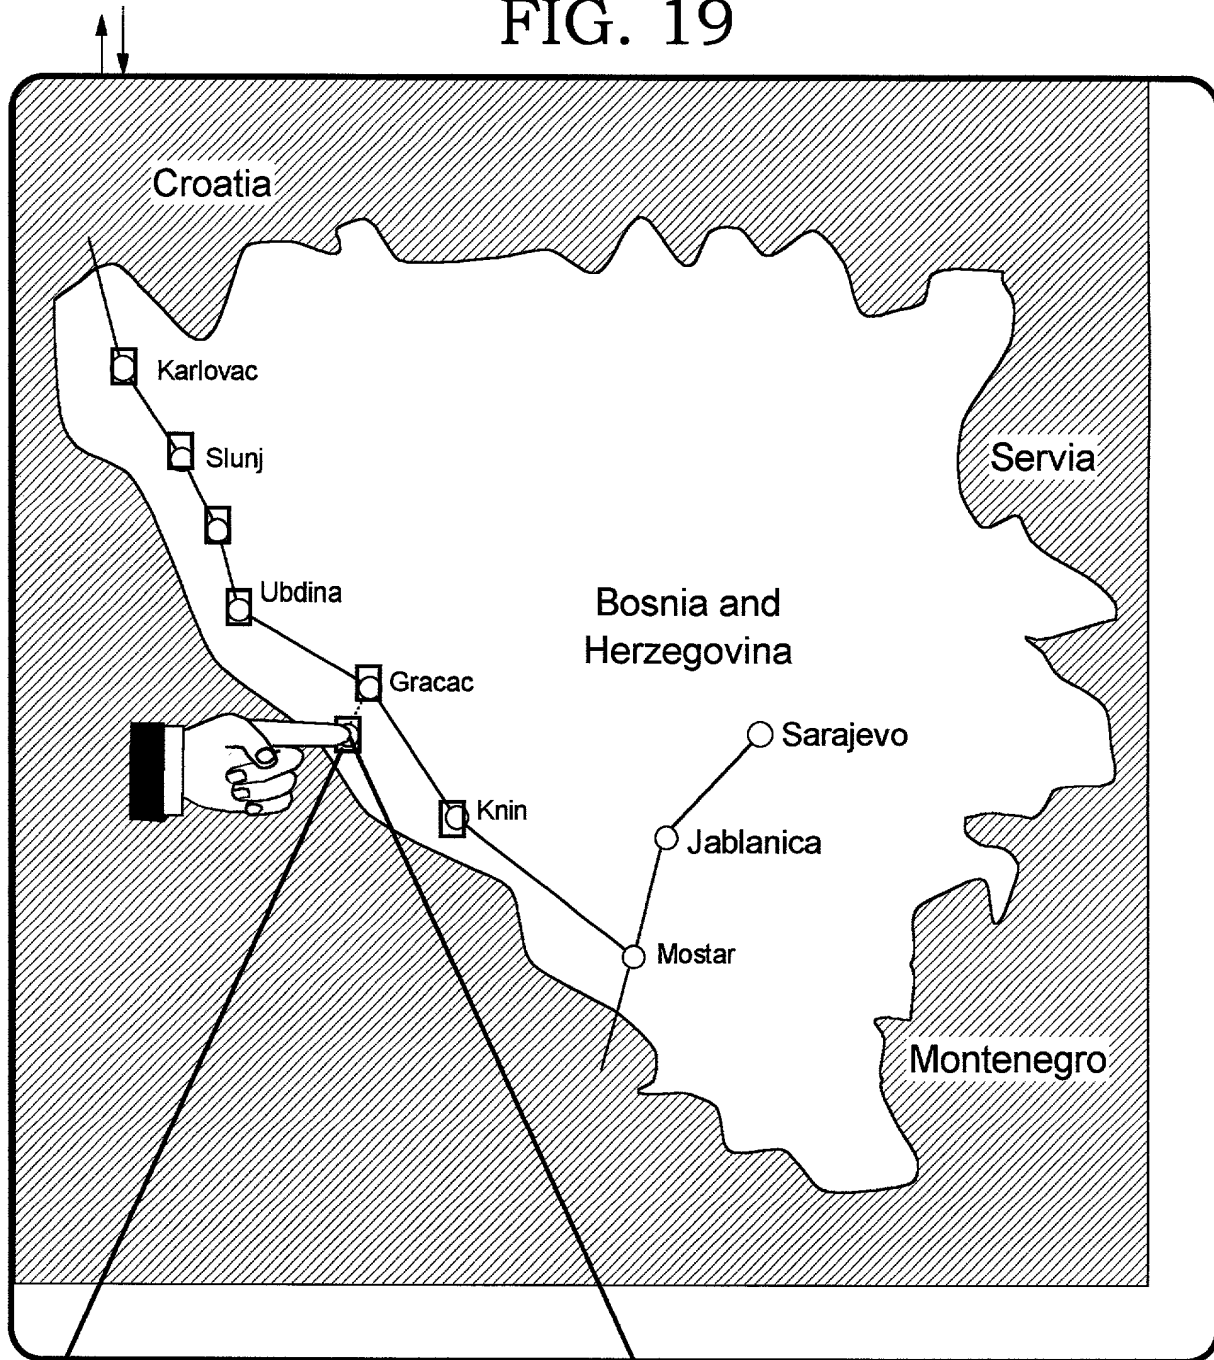 FIG. 19
Croatia
Karlovac
Slunj
Servia
Ubdina
Bosnia and
Herzegovina
Gracac
Sarajevo
Knin
Jablanica
Mostar
Montenegro